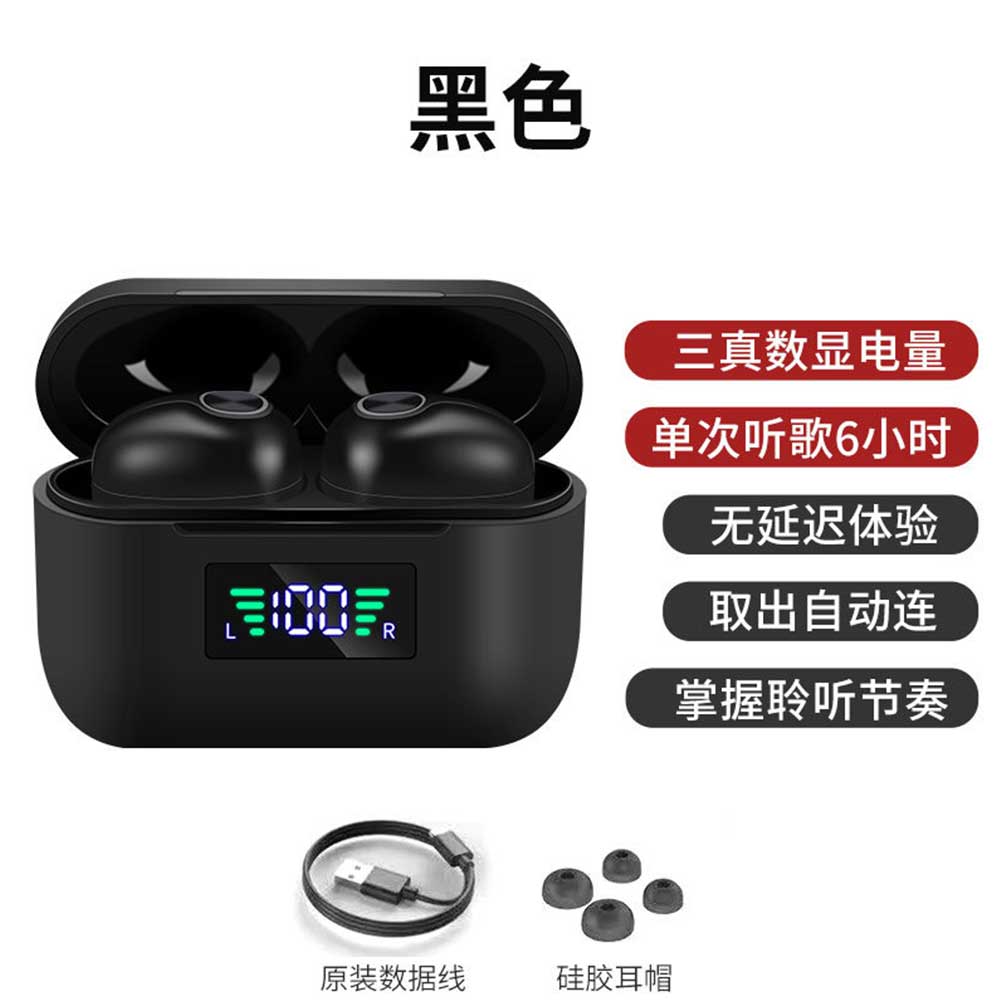 黑色
三真数显电量
单次听歌6小时
无延迟体验
取出自动连
掌握聆听节奏
L 100 R
原装数据线
硅胶耳帽